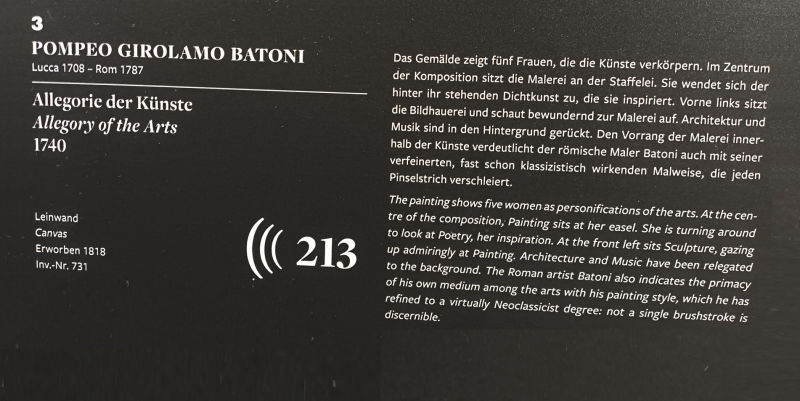 3
POMPEO GIROLAMO BATONI
Lucca 1708 – Rom 1787
Allegorie der Künste
Allegory of the Arts
1740
Leinwand
Canvas
Erworben 1818
Inv.-Nr. 731
213
Das Gemälde zeigt fünf Frauen, die die Künste verkörpern. Im Zentrum
der Komposition sitzt die Malerei an der Staffelei. Sie wendet sich der
hinter ihr stehenden Dichtkunst zu, die sie inspiriert. Vorne links sitzt
die Bildhauerei und schaut bewundernd zur Malerei auf. Architektur und
Musik sind in den Hintergrund gerückt. Den Vorrang der Malerei inner-
halb der Künste verdeutlicht der römische Maler Batoni auch mit seiner
verfeinerten, fast schon klassizistisch wirkenden Malweise, die jeden
Pinselstrich verschleiert.
The painting shows five women as personifications of the arts. At the cen-
tre of the composition, Painting sits at her easel. She is turning around
to look at Poetry, her inspiration. At the front left sits Sculpture, gazing
up admiringly at Painting. Architecture and Music have been relegated
to the background. The Roman artist Batoni also indicates the primacy
of his own medium among the arts with his painting style, which he has
refined to a virtually Neoclassicist degree: not a single brushstroke is
discernible.